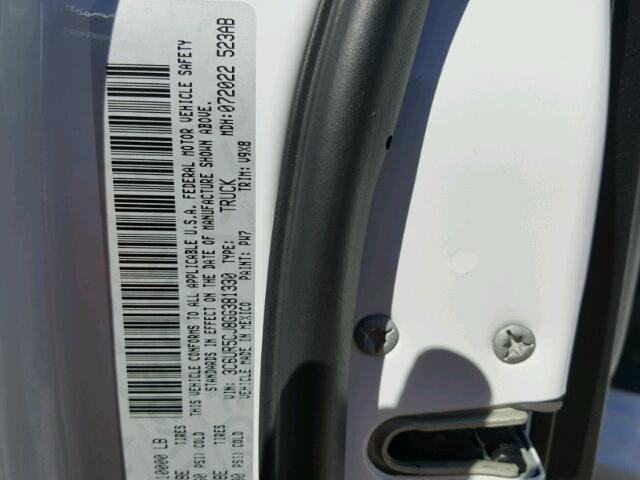 10000 LB
TIRES
PSI) COLD
TIRES
PSI) COLD
THIS VEHICLE CONFORMS TO ALL APPLICABLE U.S.A. FEDERAL MOTOR VEHICLE SAFETY
STANDARDS IN EFFECT ON THE DATE OF MANUFACTURE SHOWN ABOVE.
VIN: 3C6UR5CJ8GG381330 TYPE: TRUCK MDH:072022 523AB
VEHICLE MADE IN MEXICO PAINT: PW7 TRIM: V9X8